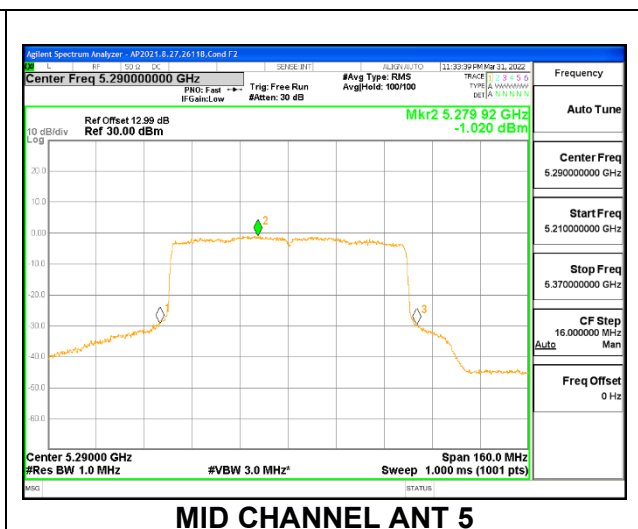 Agilent Spectrum Analyzer - AP2021.8.27,26118,Cond F2
L RF 50 Ω DC SENSE:INT ALIGN AUTO 11:33:39 PM Mar 31, 2022
Center Freq 5.290000000 GHz
PNO: Fast
IFGain:Low
Trig: Free Run
#Atten: 30 dB
#Avg Type: RMS
Avg|Hold: 100/100
TRACE 1 2 3 4 5 6
TYPE A WWWWW
DET A N N N N N
Mkr2 5.279 92 GHz
-1.020 dBm
Ref Offset 12.99 dB
10 dB/div Ref 30.00 dBm
Log
20.0
10.0
0.00
-10.0
-20.0
-30.0
-40.0
-50.0
-60.0
1
2
3
Center 5.29000 GHz Span 160.0 MHz
#Res BW 1.0 MHz #VBW 3.0 MHz* Sweep 1.000 ms (1001 pts)
MSG STATUS
Frequency
Auto Tune
Center Freq
5.290000000 GHz
Start Freq
5.210000000 GHz
Stop Freq
5.370000000 GHz
CF Step
16.000000 MHz
Auto Man
Freq Offset
0 Hz
MID CHANNEL ANT 5